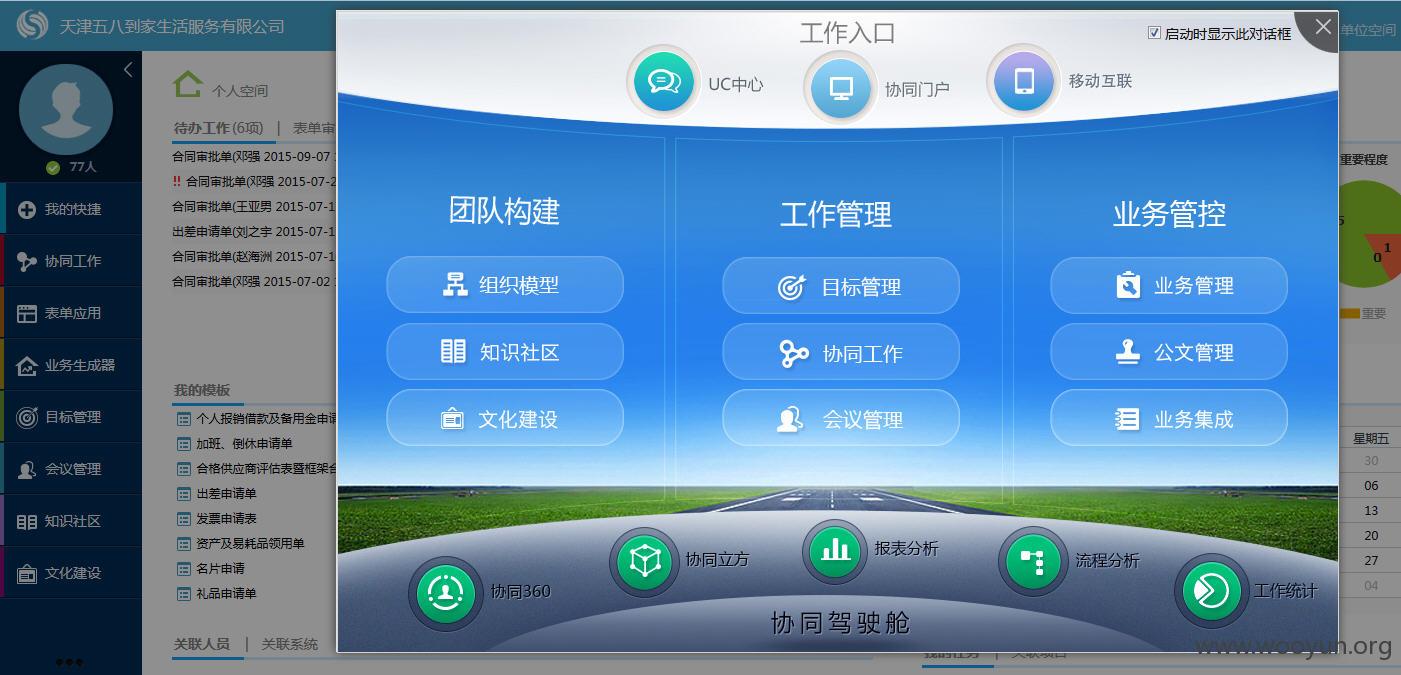 天津五八到家生活服务有限公司
工作入口
启动时显示此对话框
单位空间
UC中心
协同门户
移动互联
77人
个人空间
待办工作(6项) | 表单审
合同审批单(邓强 2015-09-07
!! 合同审批单(邓强 2015-07-2
合同审批单(王亚男 2015-07-1
出差申请单(刘之宇 2015-07-1
合同审批单(赵海洲 2015-07-1
合同审批单(邓强 2015-07-02
我的快捷
协同工作
表单应用
业务生成器
目标管理
会议管理
知识社区
文化建设
我的模板
个人报销借款及备用金申请
加班、倒休申请单
合格供应商评估表暨框架合
出差申请单
发票申请表
资产及易耗品领用单
名片申请
礼品申请单
关联人员 | 关联系统
团队构建
组织模型
知识社区
文化建设
工作管理
目标管理
协同工作
会议管理
业务管控
业务管理
公文管理
业务集成
协同360
协同立方
报表分析
流程分析
工作统计
协同驾驶舱
重要程度
5
1
0
重要
星期五
30
06
13
20
27
04
我的任务 | 关联项目
www.wooyun.org